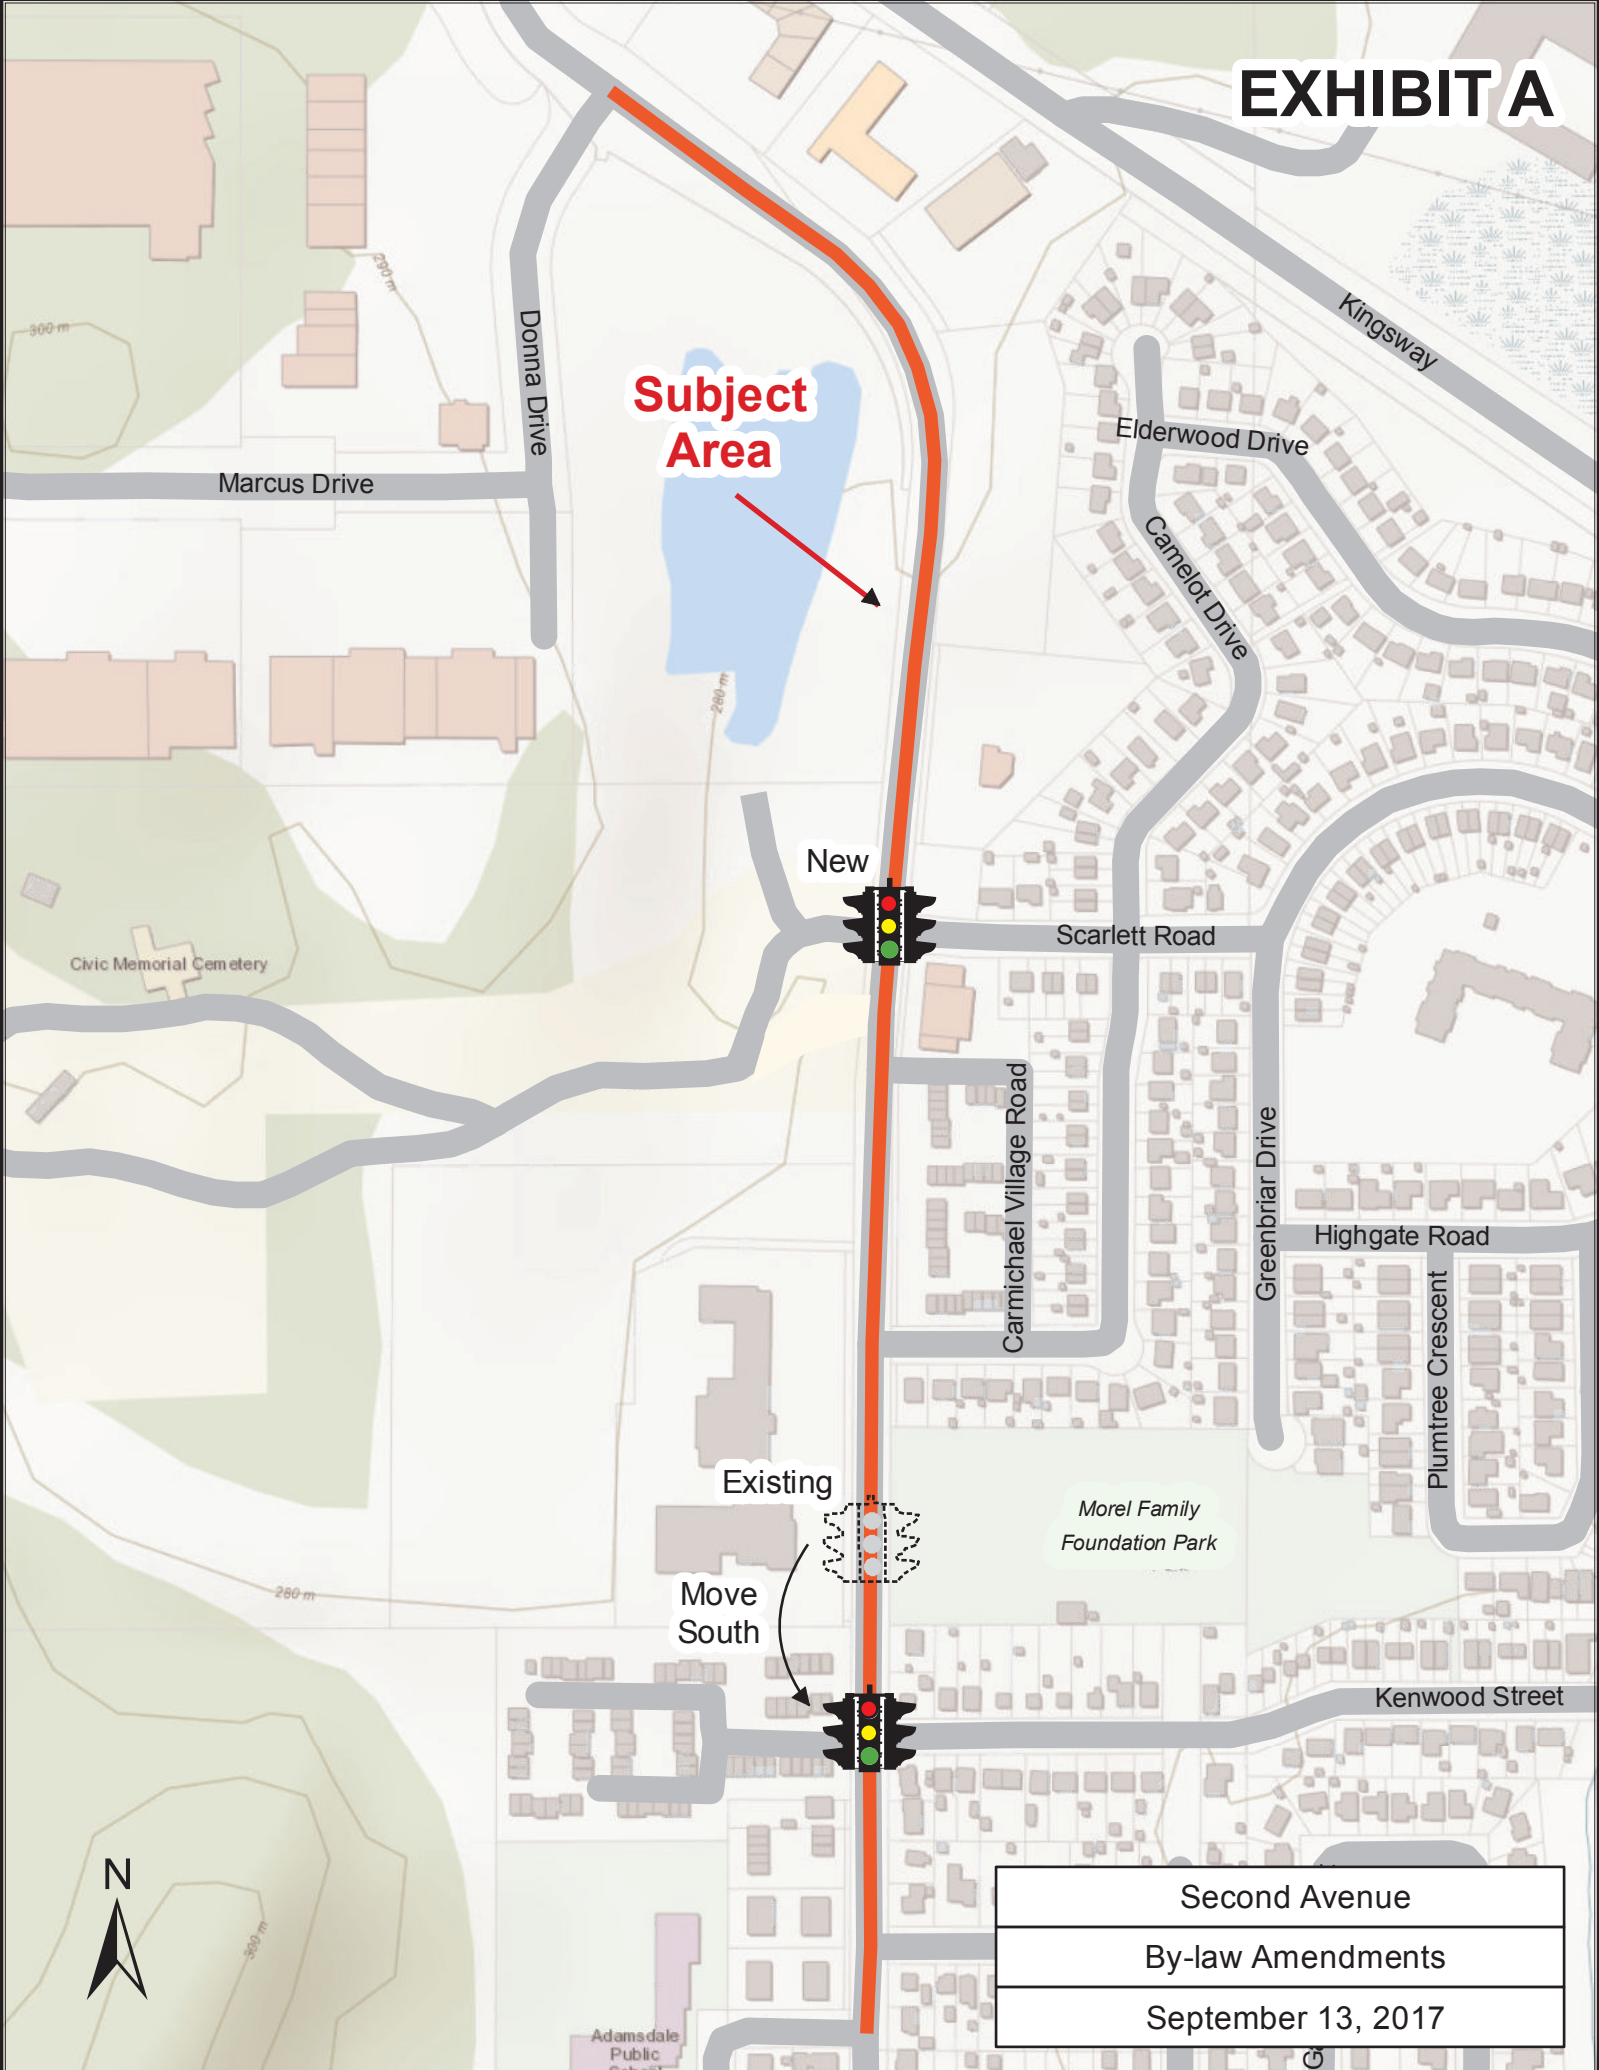 EXHIBIT A
290 m
300 m
Kingsway
Donna Drive
Subject
Area
Elderwood Drive
Marcus Drive
Camelot Drive
280 m
New
Scarlett Road
Civic Memorial Cemetery
Carmichael Village Road
Greenbriar Drive
Highgate Road
Plumtree Crescent
Existing
Morel Family
Foundation Park
280 m
Move
South
Kenwood Street
N
300 m
Second Avenue
By-law Amendments
September 13, 2017
Adamsdale
Public